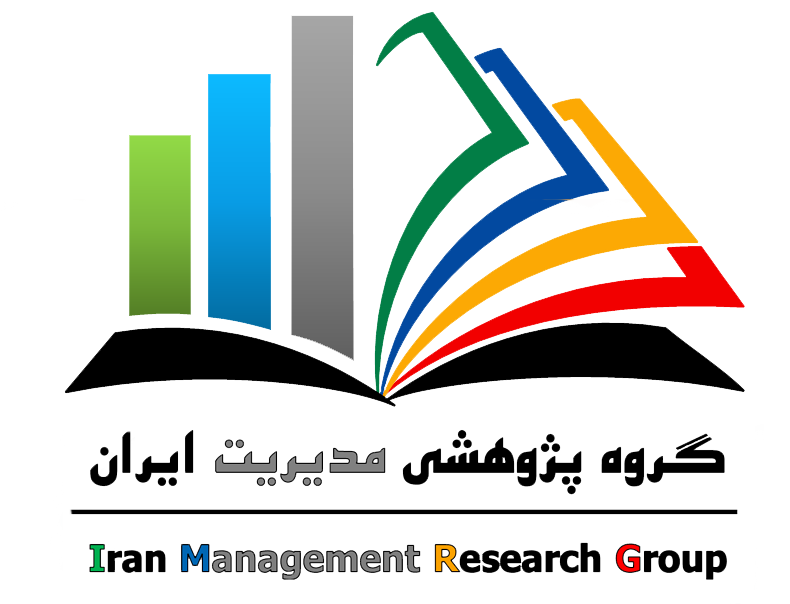 گروه پژوهشی مدیریت ایران
Iran Management Research Group